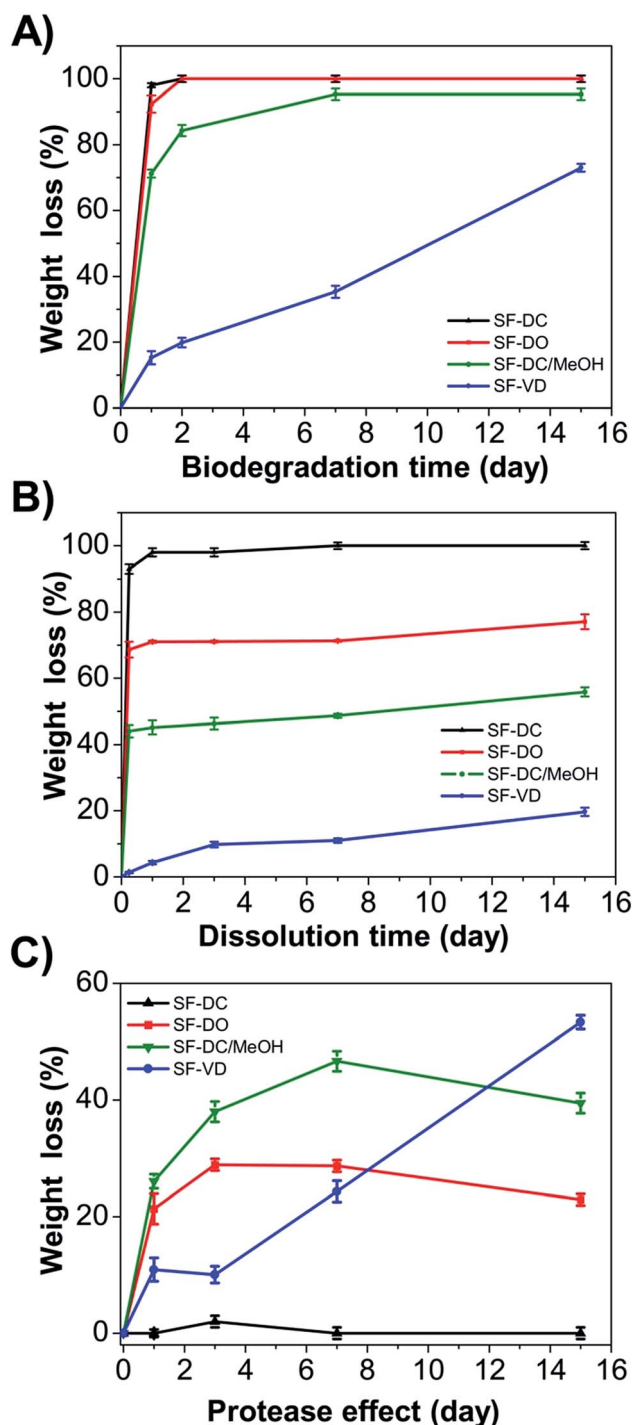 A)
Weight loss (%)
100
80
60
40
20
0
SF-DC
SF-DO
SF-DC/MeOH
SF-VD
0 2 4 6 8 10 12 14 16
Biodegradation time (day)
B)
Weight loss (%)
100
80
60
40
20
0
SF-DC
SF-DO
SF-DC/MeOH
SF-VD
0 2 4 6 8 10 12 14 16
Dissolution time (day)
C)
Weight loss (%)
60
40
20
0
SF-DC
SF-DO
SF-DC/MeOH
SF-VD
0 2 4 6 8 10 12 14 16
Protease effect (day)